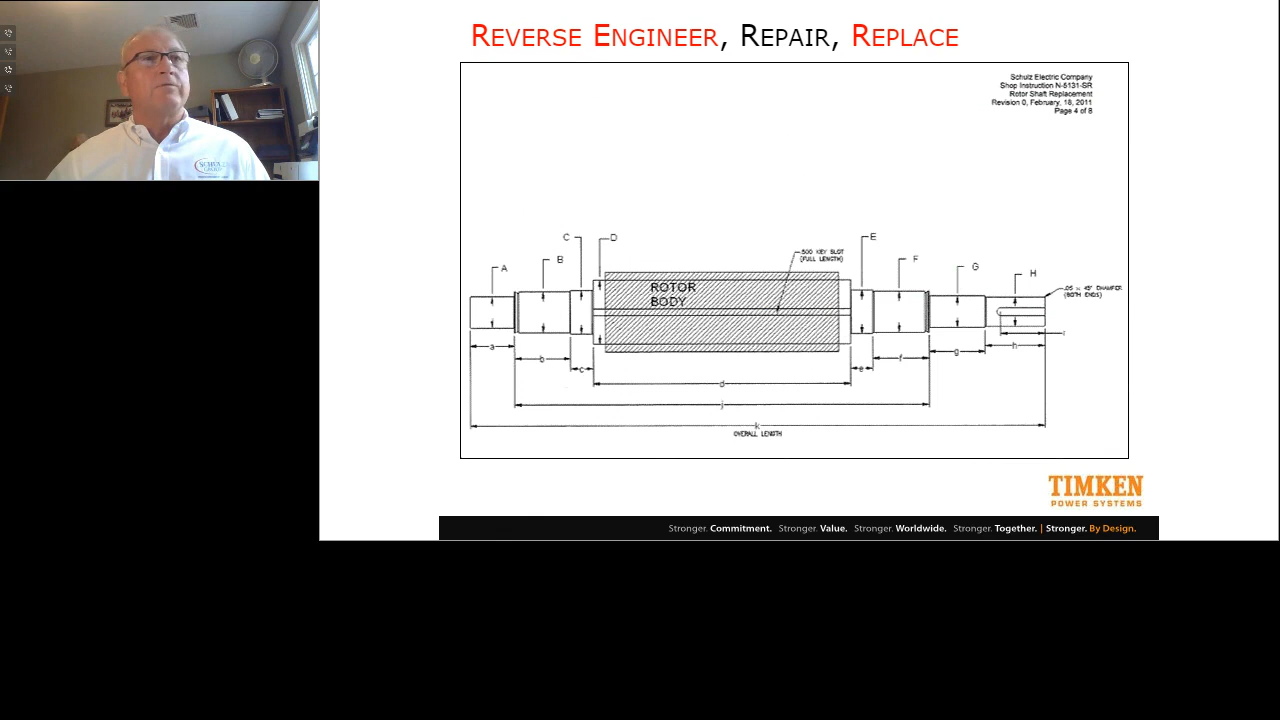 REVERSE ENGINEER, REPAIR, REPLACE
Schulz Electric Company
Shop Instruction N-5131-SR
Rotor Shaft Replacement
Revision 0, February, 18, 2011
Page 4 of 8
A
B
C
D
E
F
G
H
.500 KEY SLOT
(FULL LENGTH)
.05 x 45° CHAMFER
(BOTH ENDS)
ROTOR
BODY
a
b
c
d
e
f
g
h
i
j
k
OVERALL LENGTH
TIMKEN
POWER SYSTEMS
Stronger. Commitment. Stronger. Value. Stronger. Worldwide. Stronger. Together. | Stronger. By Design.